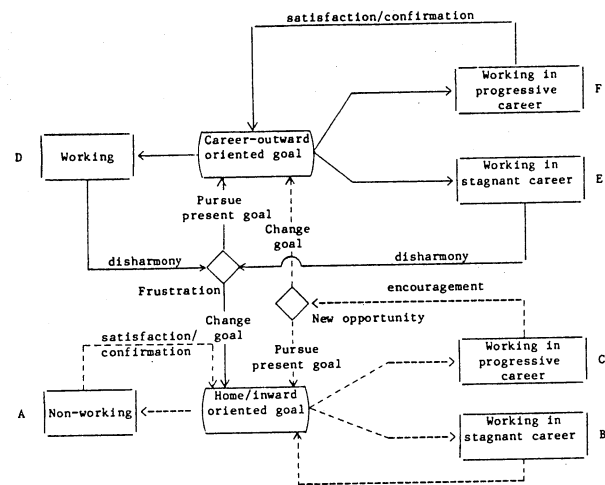 satisfaction/confirmation
Working in
progressive
career
F
Career-outward
oriented goal
D
Working
Working in
stagnant career
E
Pursue
present goal
Change
goal
disharmony
disharmony
Frustration
encouragement
New opportunity
Change
goal
satisfaction/
confirmation
Pursue
present goal
Working in
progressive
career
C
A
Non-working
Home/inward
oriented goal
Working in
stagnant career
B